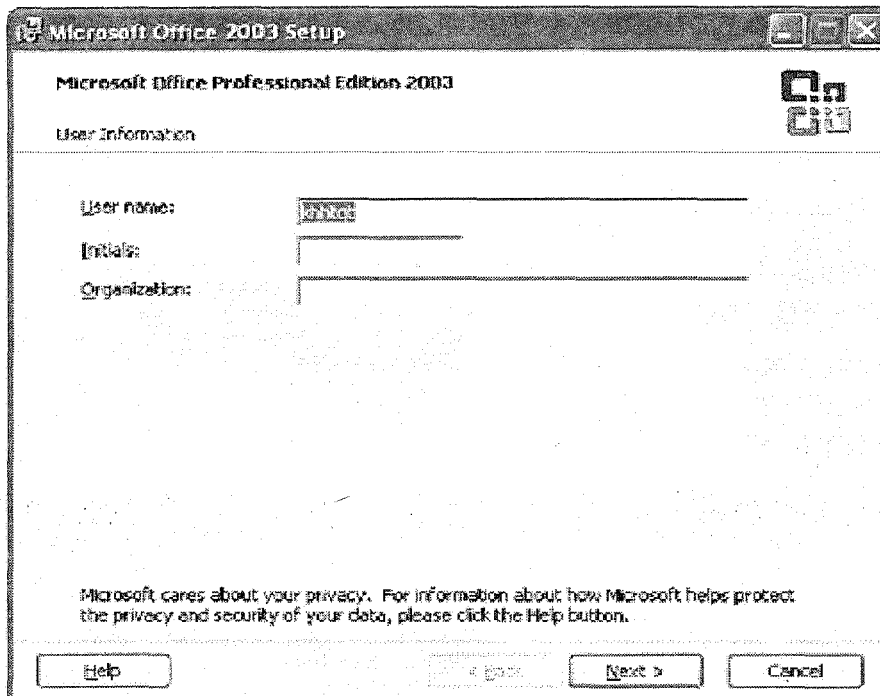 Microsoft Office 2003 Setup
Microsoft Office Professional Edition 2003
User Information
User name:
Initials:
Organization:
Microsoft cares about your privacy. For information about how Microsoft helps protect
the privacy and security of your data, please click the Help button.
Help
< Back
Next >
Cancel